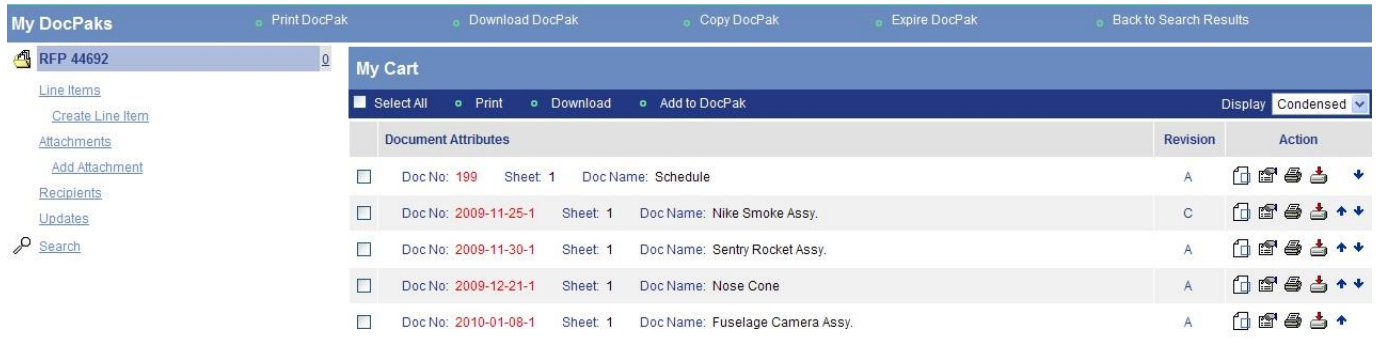 My DocPaks Print DocPak Download DocPak Copy DocPak Expire DocPak Back to Search Results
RFP 44692 0
Line Items
Create Line Item
Attachments
Add Attachment
Recipients
Updates
Search
My Cart
Select All Print Download Add to DocPak Display Condensed
Document Attributes Revision Action
Doc No: 199 Sheet: 1 Doc Name: Schedule A
Doc No: 2009-11-25-1 Sheet: 1 Doc Name: Nike Smoke Assy. C
Doc No: 2009-11-30-1 Sheet: 1 Doc Name: Sentry Rocket Assy. A
Doc No: 2009-12-21-1 Sheet: 1 Doc Name: Nose Cone A
Doc No: 2010-01-08-1 Sheet: 1 Doc Name: Fuselage Camera Assy. A